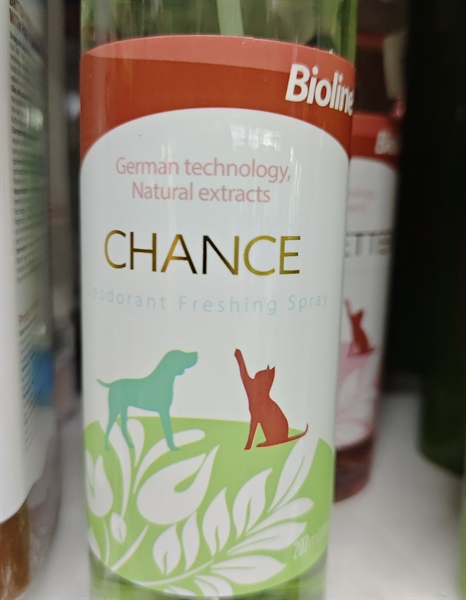 Bioline
German technology,
Natural extracts
CHANCE
Deodorant Freshing Spray